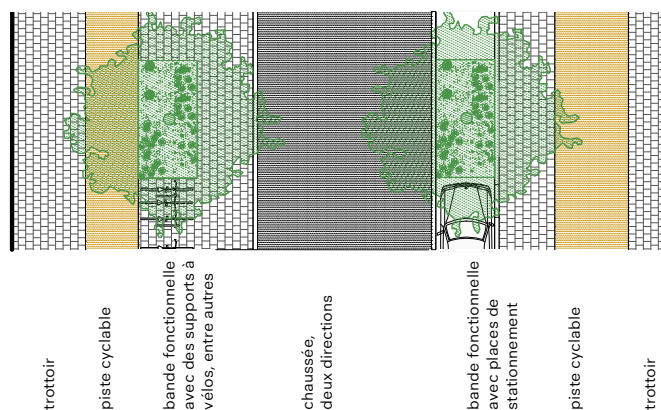 trottoir
piste cyclable
bande fonctionnelle
avec des supports à
vélos, entre autres
chaussée,
deux directions
bande fonctionnelle
avec places de
stationnement
piste cyclable
trottoir